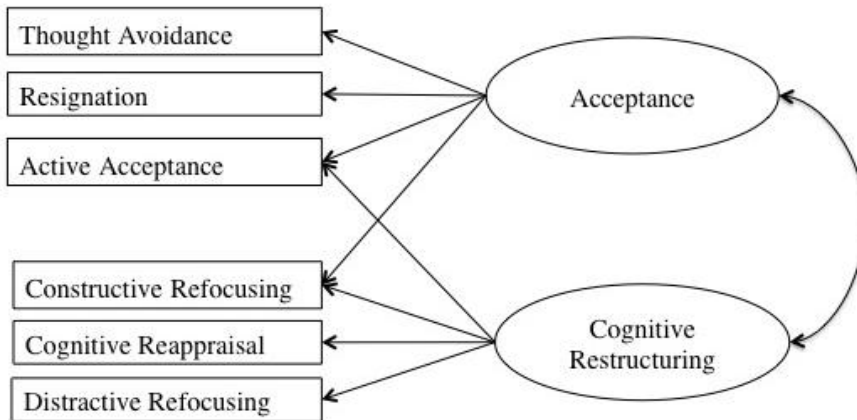 Thought Avoidance
Resignation
Active Acceptance
Constructive Refocusing
Cognitive Reappraisal
Distractive Refocusing
Acceptance
Cognitive
Restructuring